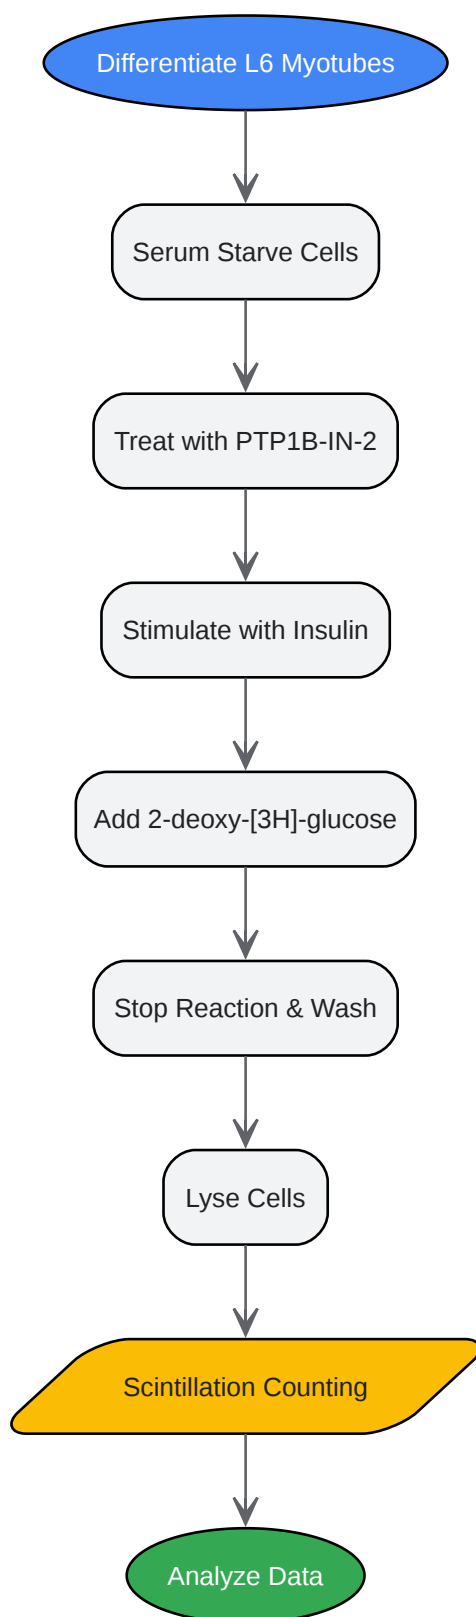 Differentiate L6 Myotubes
Serum Starve Cells
Treat with PTP1B-IN-2
Stimulate with Insulin
Add 2-deoxy-[3H]-glucose
Stop Reaction & Wash
Lyse Cells
Scintillation Counting
Analyze Data